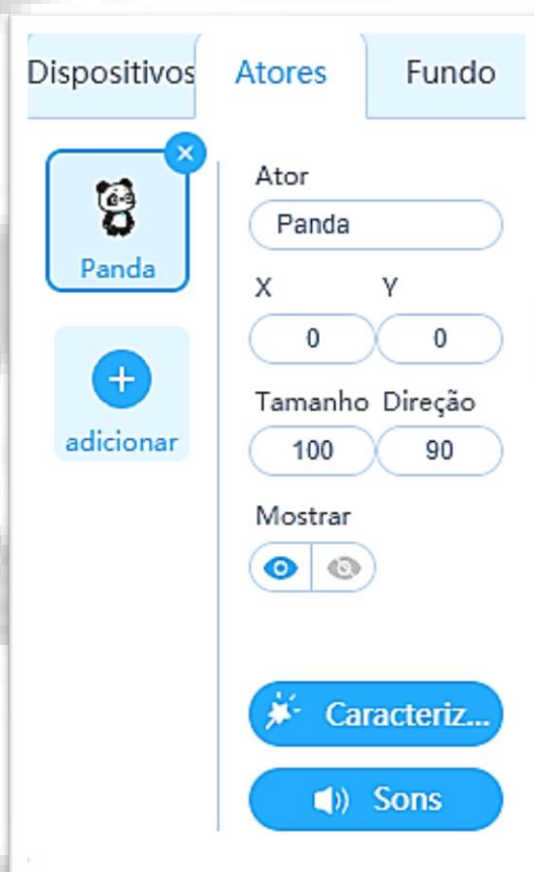 Dispositivos Atores Fundo
Panda
adicionar
Ator
Panda
X Y
0 0
Tamanho Direção
100 90
Mostrar
Caracteriz...
Sons